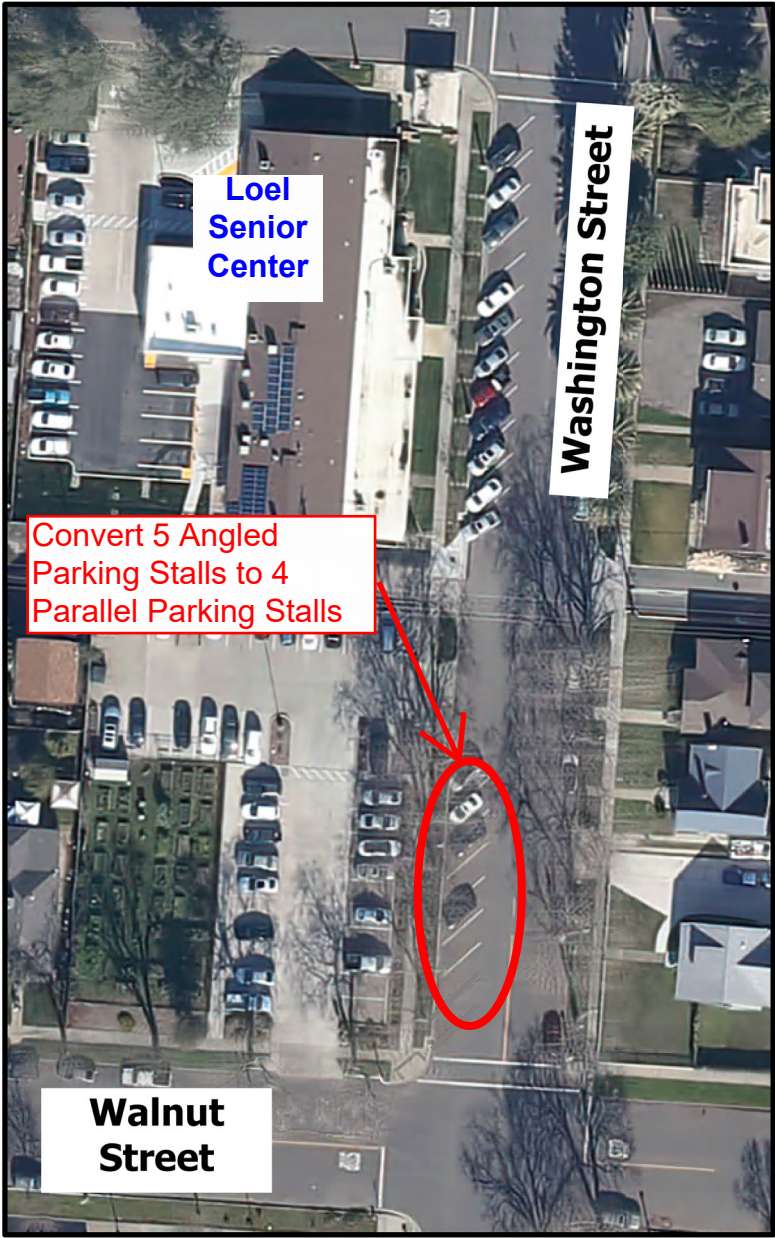 Loel
Senior
Center
Washington Street
Convert 5 Angled
Parking Stalls to 4
Parallel Parking Stalls
Walnut
Street